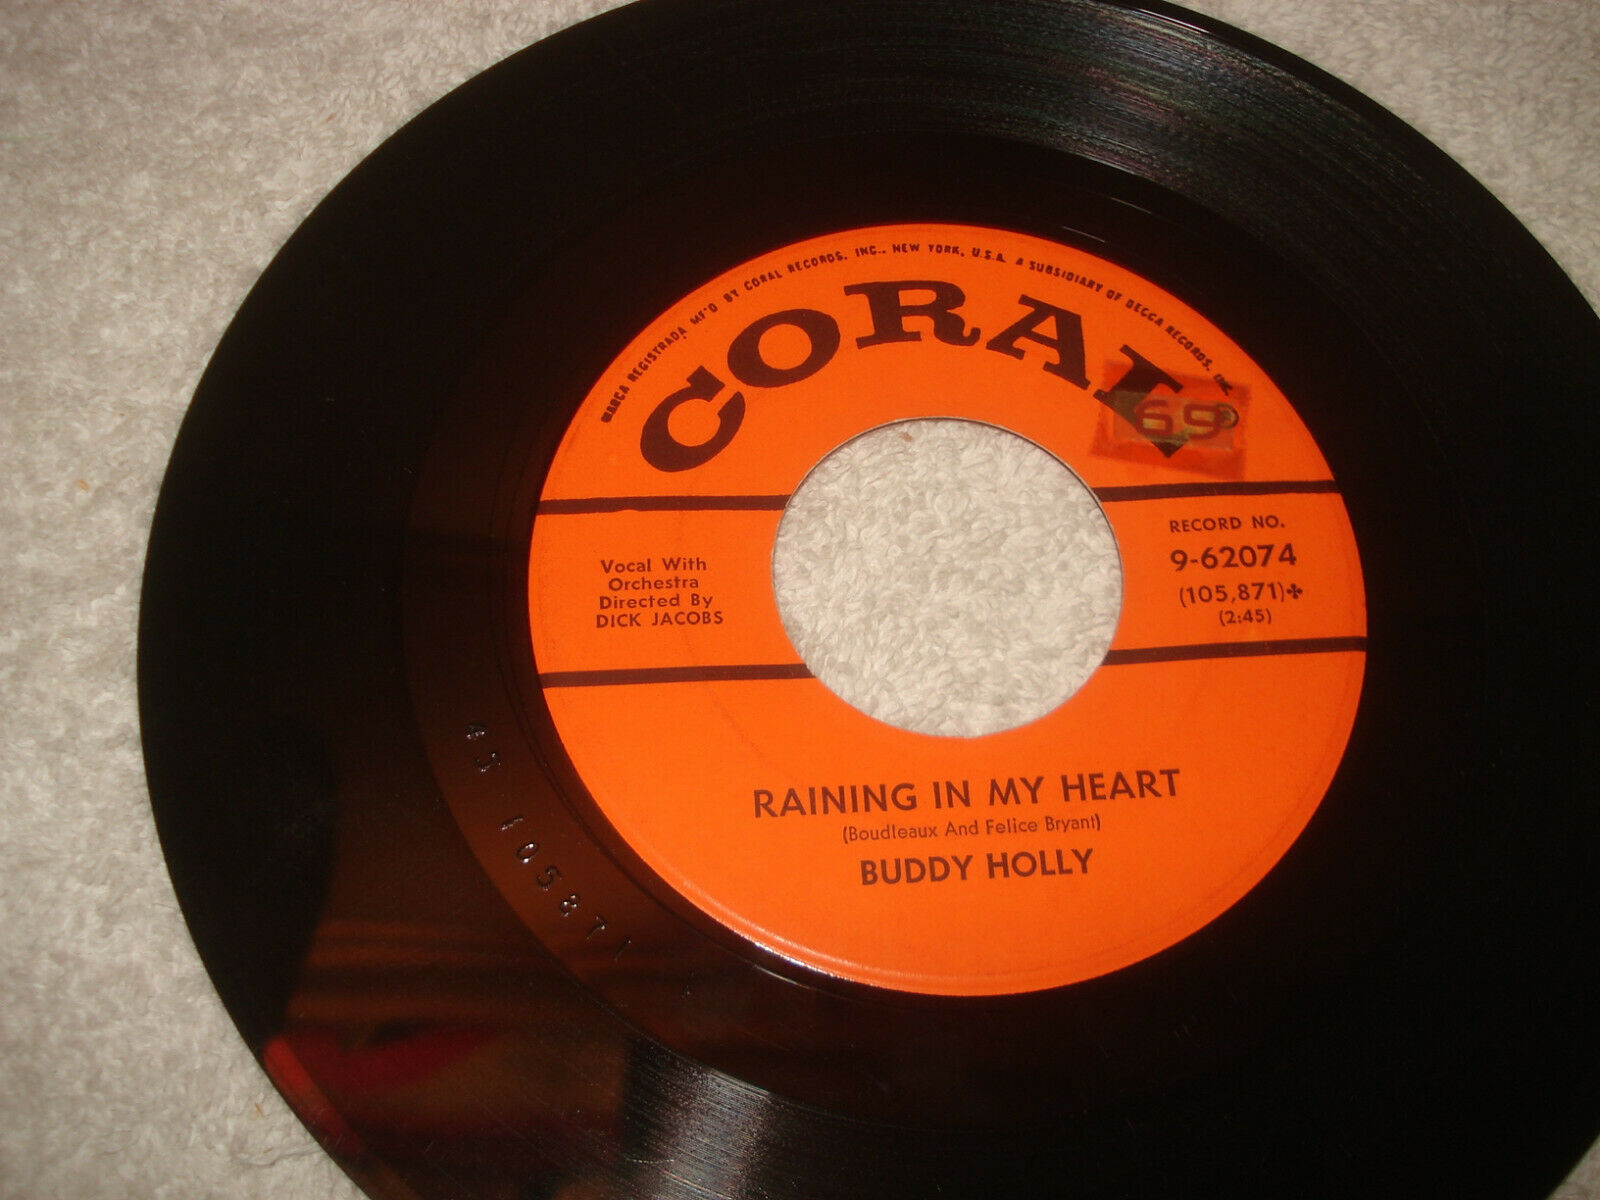 MARCA REGISTRADA MF'D BY CORAL RECORDS, INC., NEW YORK, U.S.A. A SUBSIDIARY OF DECCA RECORDS, INC.
CORAL
69¢
Vocal With
Orchestra
Directed By
DICK JACOBS
RECORD NO.
9-62074
(105,871)✤
(2:45)
RAINING IN MY HEART
(Boudleaux And Felice Bryant)
BUDDY HOLLY
45 105871